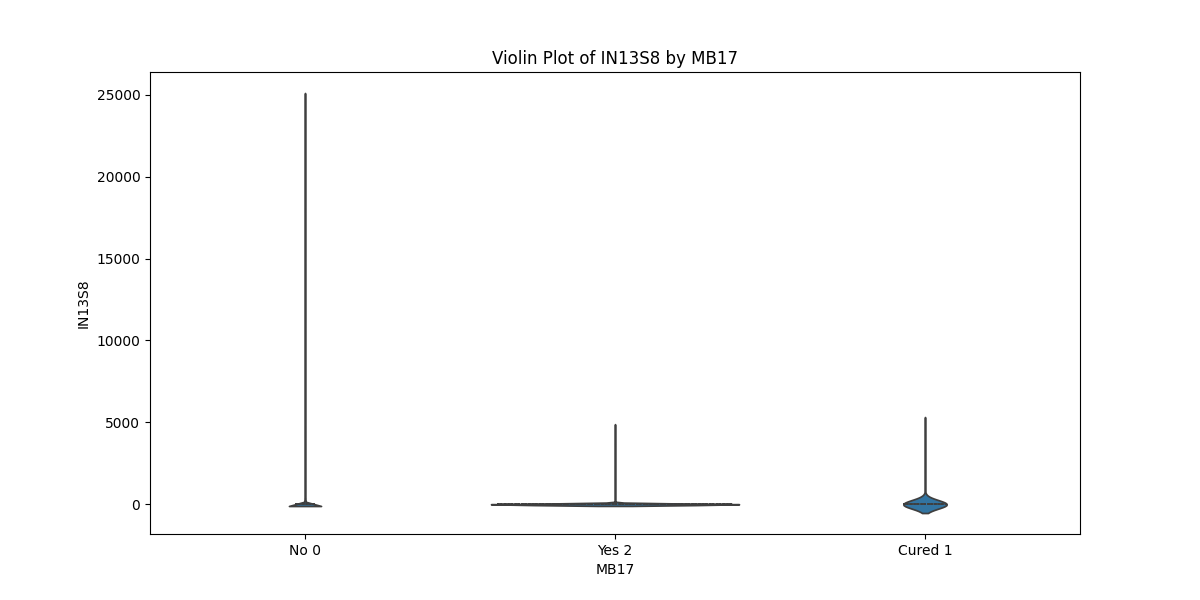 Violin Plot of IN13S8 by MB17
25000
20000
15000
10000
5000
0
IN13S8
No 0
Yes 2
Cured 1
MB17